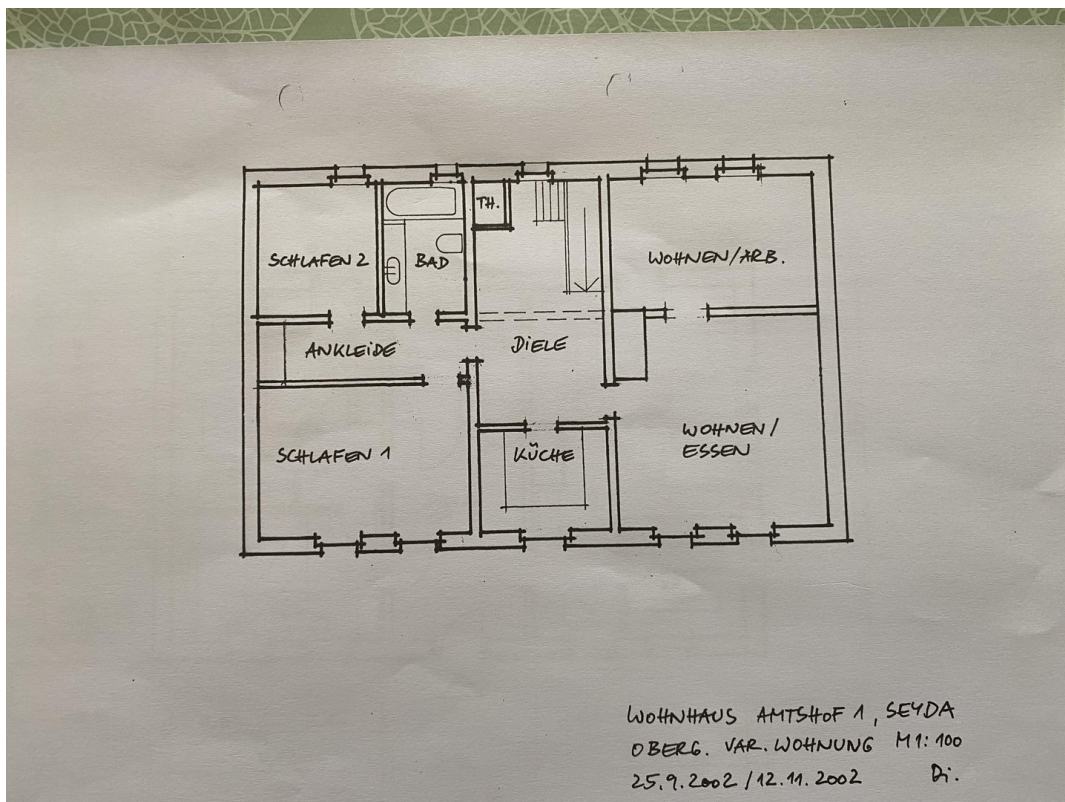 TH.
SCHLAFEN 2
BAD
WOHNEN/ARB.
ANKLEIDE
DIELE
WOHNEN/
ESSEN
SCHLAFEN 1
KÜCHE
WOHNHAUS AMTSHOF 1, SEYDA
OBERG. VAR. WOHNUNG M 1:100
25.9.2002/12.11.2002 Di.